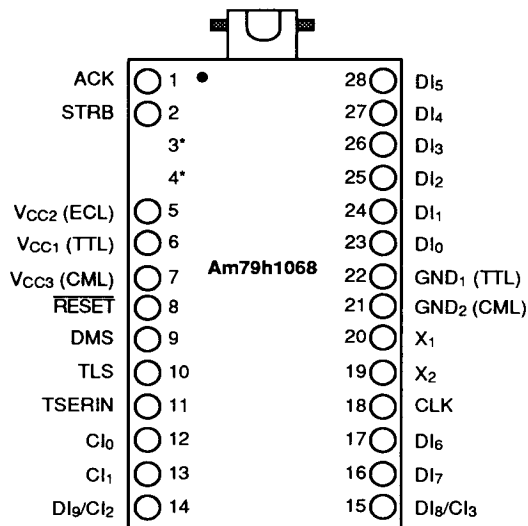 ACK 1 28 DI5
STRB 2 27 DI4
3* 26 DI3
4* 25 DI2
VCC2 (ECL) 5 24 DI1
VCC1 (TTL) 6 23 DI0
Am79h1068
VCC3 (CML) 7 22 GND1 (TTL)
RESET 8 21 GND2 (CML)
DMS 9 20 X1
TLS 10 19 X2
TSERIN 11 18 CLK
CI0 12 17 DI6
CI1 13 16 DI7
DI9/CI2 14 15 DI8/CI3